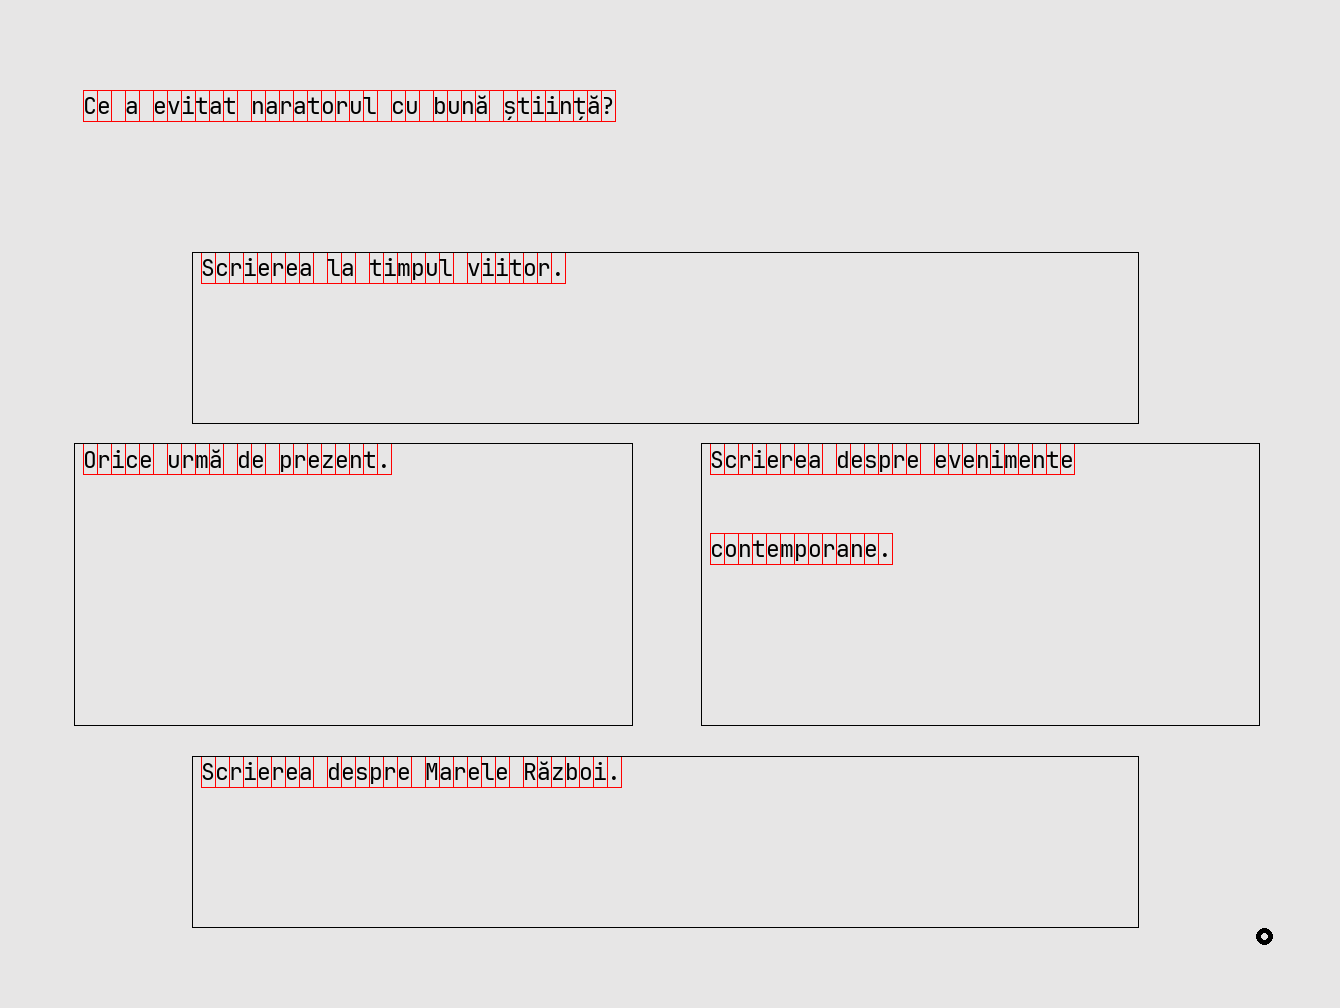 Ce a evitat naratorul cu bună știință?
Scrierea la timpul viitor.
Orice urmă de prezent.
Scrierea despre evenimente
contemporane.
Scrierea despre Marele Război.